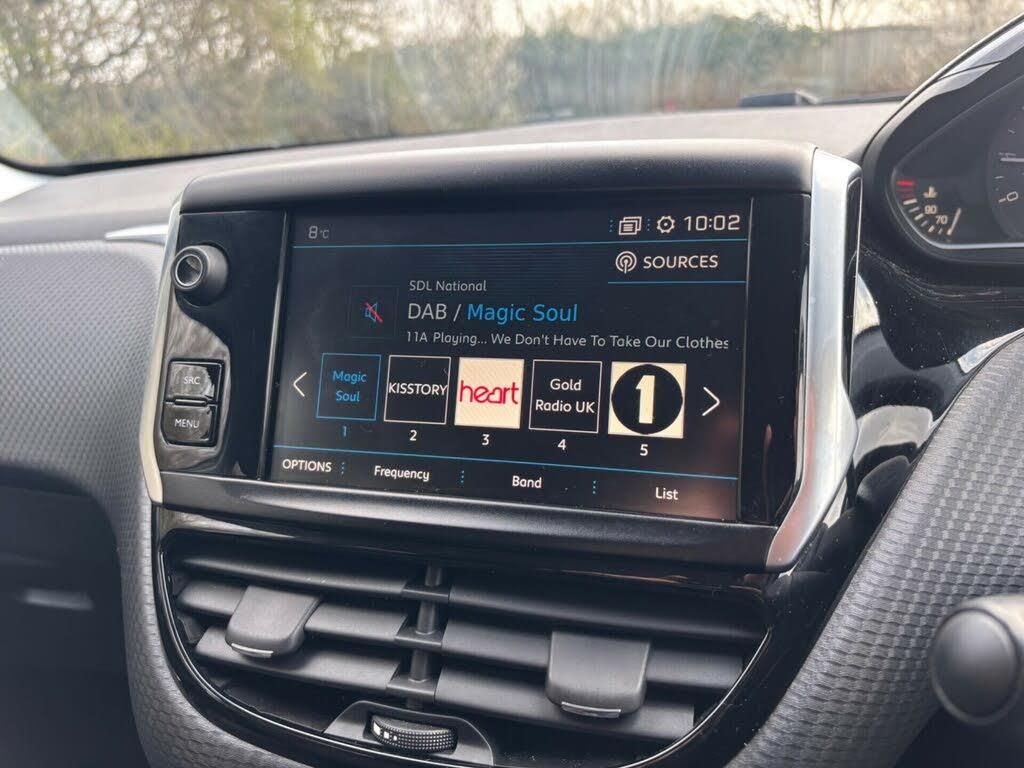 8°C
10:02
SOURCES
SDL National
DAB / Magic Soul
11A Playing... We Don't Have To Take Our Clothes
Magic Soul
KISSTORY
heart
Gold Radio UK
1
1
2
3
4
5
OPTIONS
Frequency
Band
List
SRC
MENU
90
70
0